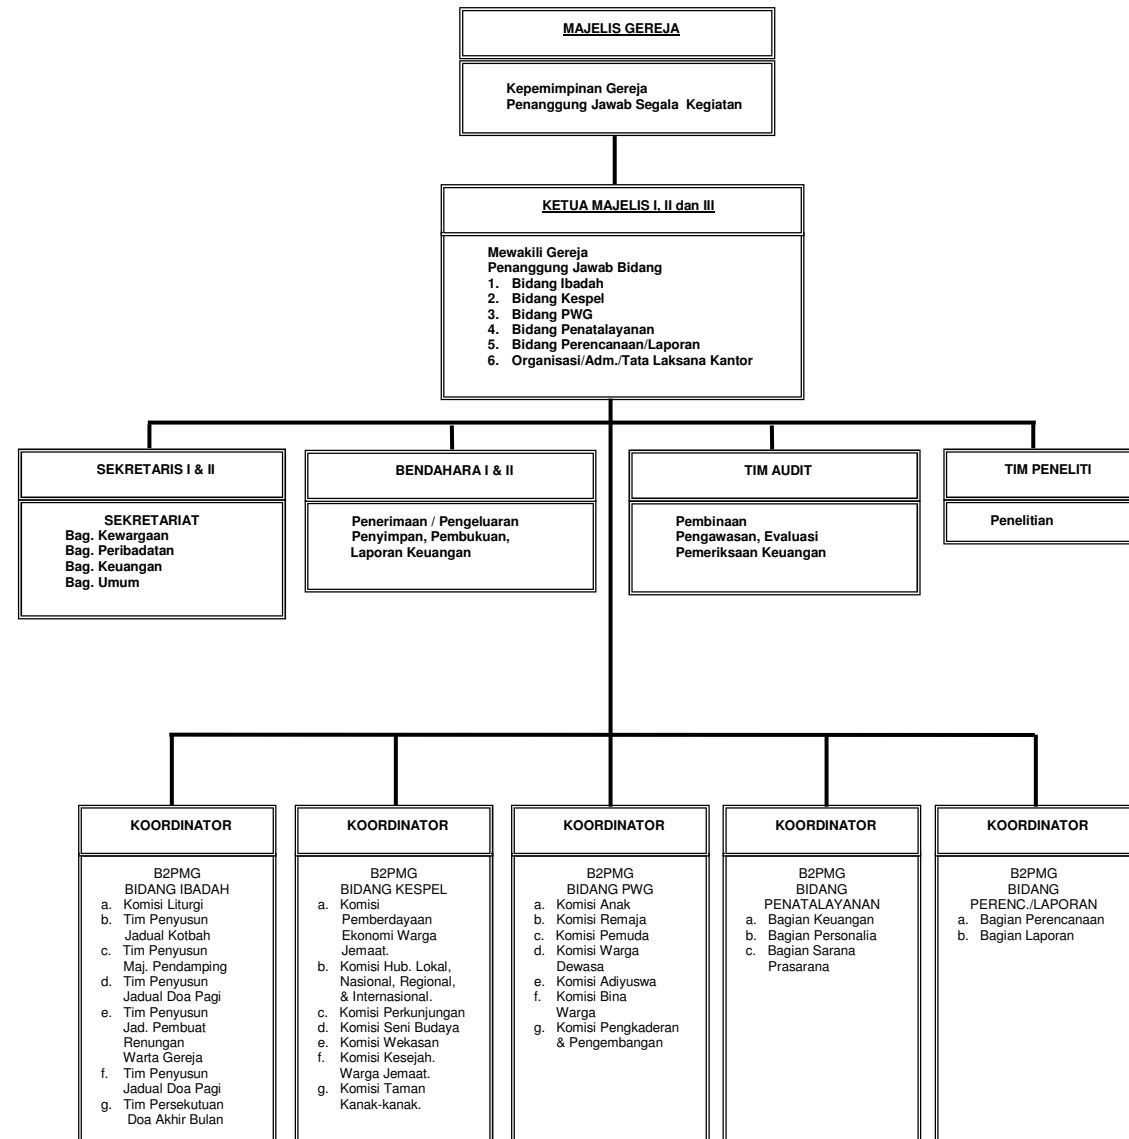 MAJELIS GEREJA
Kepemimpinan Gereja
Penanggung Jawab Segala Kegiatan
KETUA MAJELIS I, II dan III
Mewakili Gereja
Penanggung Jawab Bidang
1. Bidang Ibadah
2. Bidang Kespel
3. Bidang PWG
4. Bidang Penatalayanan
5. Bidang Perencanaan/Laporan
6. Organisasi/Adm./Tata Laksana Kantor
SEKRETARIS I & II
SEKRETARIAT
Bag. Kewargaan
Bag. Peribadatan
Bag. Keuangan
Bag. Umum
BENDAHARA I & II
Penerimaan / Pengeluaran
Penyimpan, Pembukuan,
Laporan Keuangan
TIM AUDIT
Pembinaan
Pengawasan, Evaluasi
Pemeriksaan Keuangan
TIM PENELITI
Penelitian
KOORDINATOR
B2PMG
BIDANG IBADAH
a. Komisi Liturgi
b. Tim Penyusun
Jadual Kotbah
c. Tim Penyusun
Maj. Pendamping
d. Tim Penyusun
Jadual Doa Pagi
e. Tim Penyusun
Jad. Pembuat
Renungan
Warta Gereja
f. Tim Penyusun
Jadual Doa Pagi
g. Tim Persekutuan
Doa Akhir Bulan
KOORDINATOR
B2PMG
BIDANG KESPEL
a. Komisi
Pemberdayaan
Ekonomi Warga
Jemaat.
b. Komisi Hub. Lokal,
Nasional, Regional,
& Internasional.
c. Komisi Perkunjungan
d. Komisi Seni Budaya
e. Komisi Wekasan
f. Komisi Kesejah.
Warga Jemaat.
g. Komisi Taman
Kanak-kanak.
KOORDINATOR
B2PMG
BIDANG PWG
a. Komisi Anak
b. Komisi Remaja
c. Komisi Pemuda
d. Komisi Warga
Dewasa
e. Komisi Adiyuswa
f. Komisi Bina
Warga
g. Komisi Pengkaderan
& Pengembangan
KOORDINATOR
B2PMG
BIDANG
PENATALAYANAN
a. Bagian Keuangan
b. Bagian Personalia
c. Bagian Sarana
Prasarana
KOORDINATOR
B2PMG
BIDANG
PERENC./LAPORAN
a. Bagian Perencanaan
b. Bagian Laporan